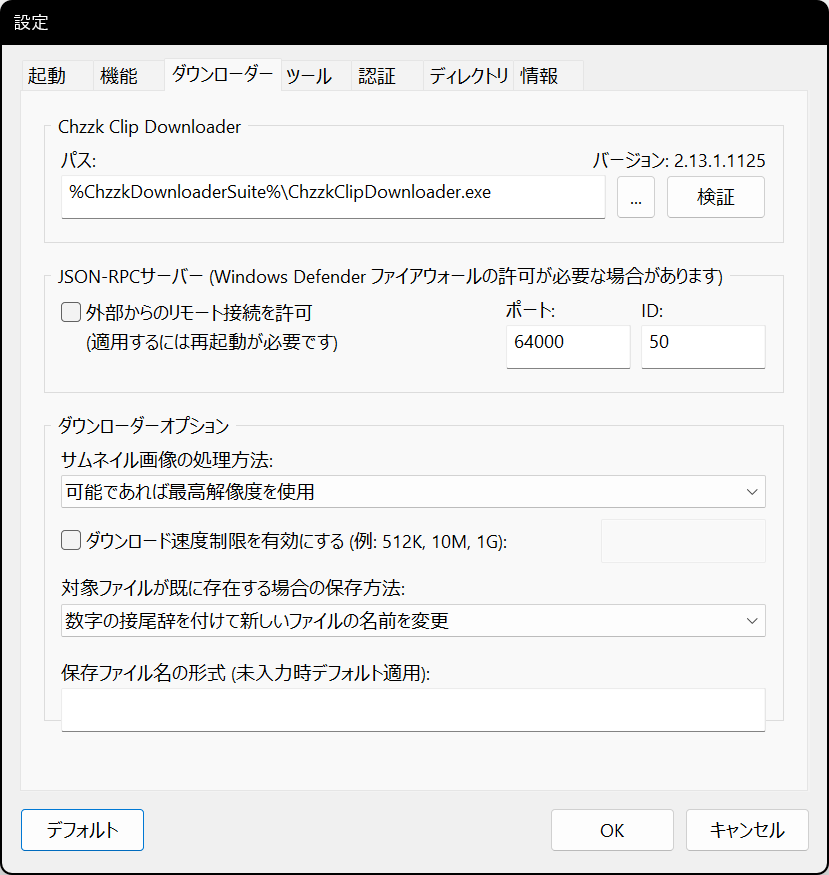 設定
起動 機能 ダウンローダー ツール 認証 ディレクトリ 情報
Chzzk Clip Downloader
パス: バージョン: 2.13.1.1125
%ChzzkDownloaderSuite%\ChzzkClipDownloader.exe ... 検証
JSON-RPCサーバー (Windows Defender ファイアウォールの許可が必要な場合があります)
外部からのリモート接続を許可 ポート: ID:
(適用するには再起動が必要です) 64000 50
ダウンローダーオプション
サムネイル画像の処理方法:
可能であれば最高解像度を使用
ダウンロード速度制限を有効にする (例: 512K, 10M, 1G):
対象ファイルが既に存在する場合の保存方法:
数字の接尾辞を付けて新しいファイルの名前を変更
保存ファイル名の形式 (未入力時デフォルト適用):
デフォルト OK キャンセル